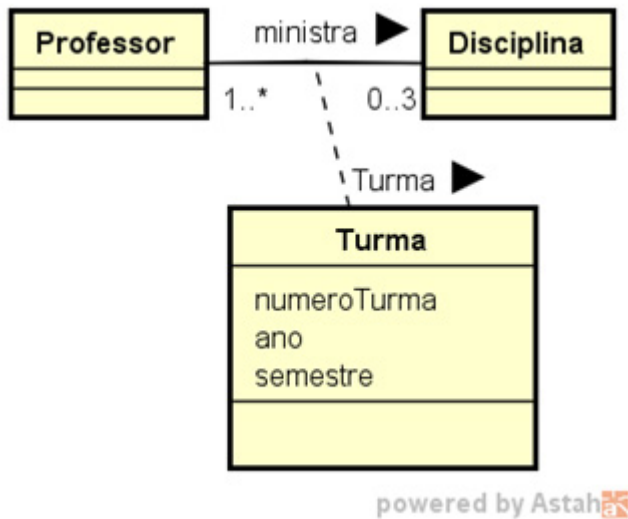 Professor
ministra
Disciplina
1..*
0..3
Turma
Turma
numeroTurma
ano
semestre
powered by Astah